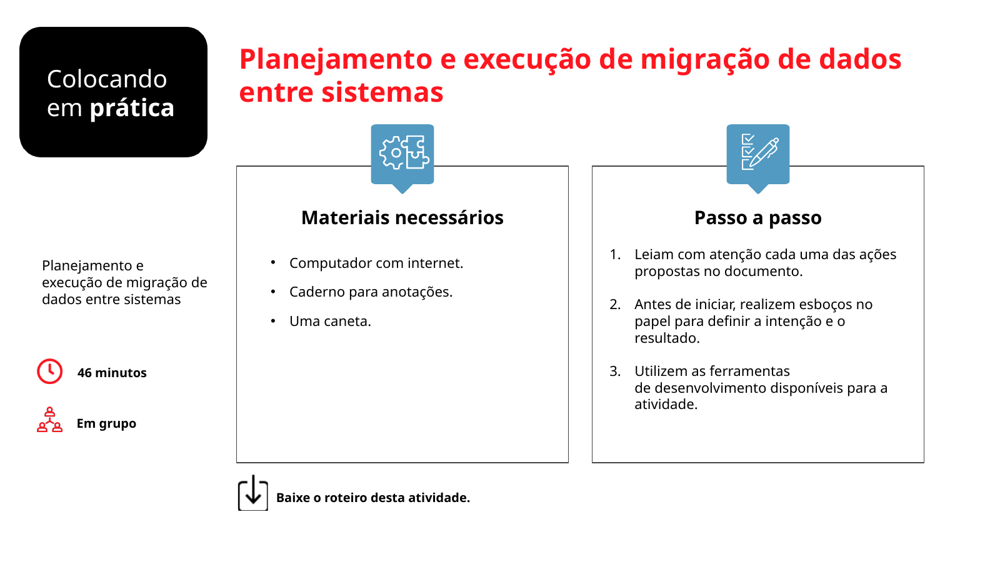 Colocando
em prática
Planejamento e execução de migração de dados
entre sistemas
Planejamento e
execução de migração de
dados entre sistemas
46 minutos
Em grupo
Materiais necessários
• Computador com internet.
• Caderno para anotações.
• Uma caneta.
Passo a passo
1. Leiam com atenção cada uma das ações
propostas no documento.
2. Antes de iniciar, realizem esboços no
papel para definir a intenção e o
resultado.
3. Utilizem as ferramentas
de desenvolvimento disponíveis para a
atividade.
Baixe o roteiro desta atividade.